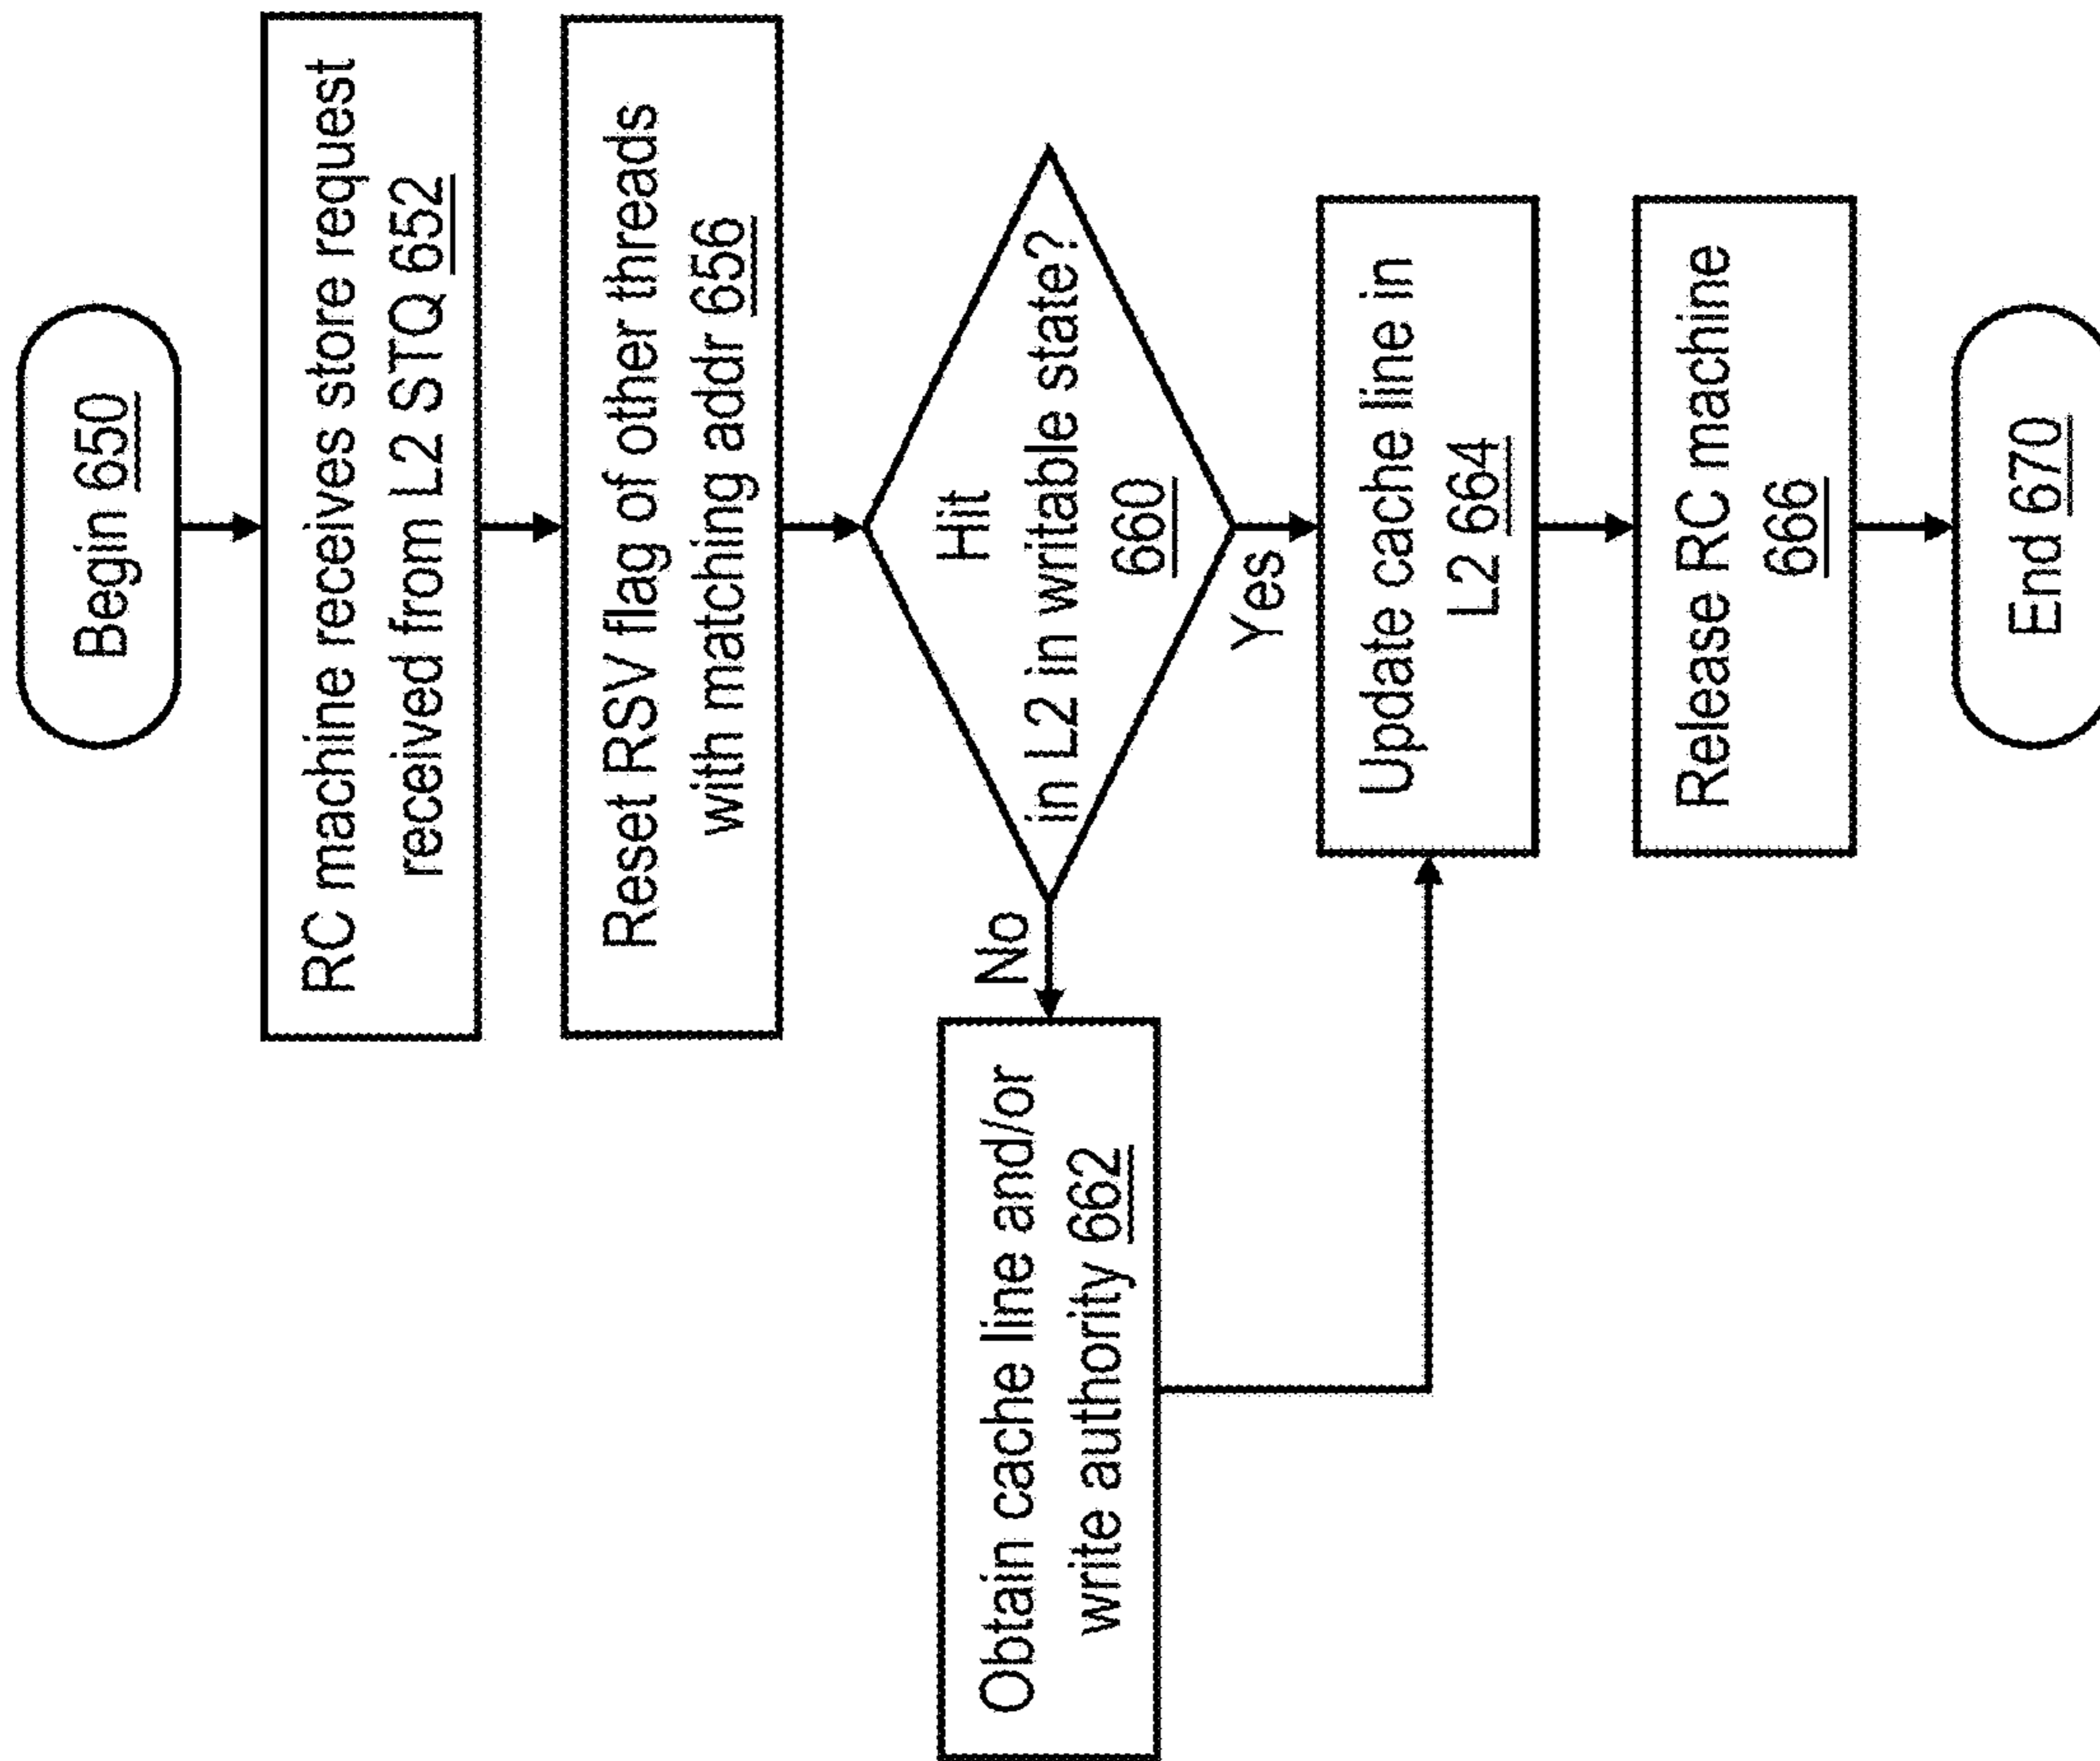 Begin 650
RC machine receives store request
received from L2 STQ 652
Reset RSV flag of other threads
with matching addr 656
Hit
in L2 in writable state?
660
No
Yes
Obtain cache line and/or
write authority 662
Update cache line in
L2 664
Release RC machine
666
End 670